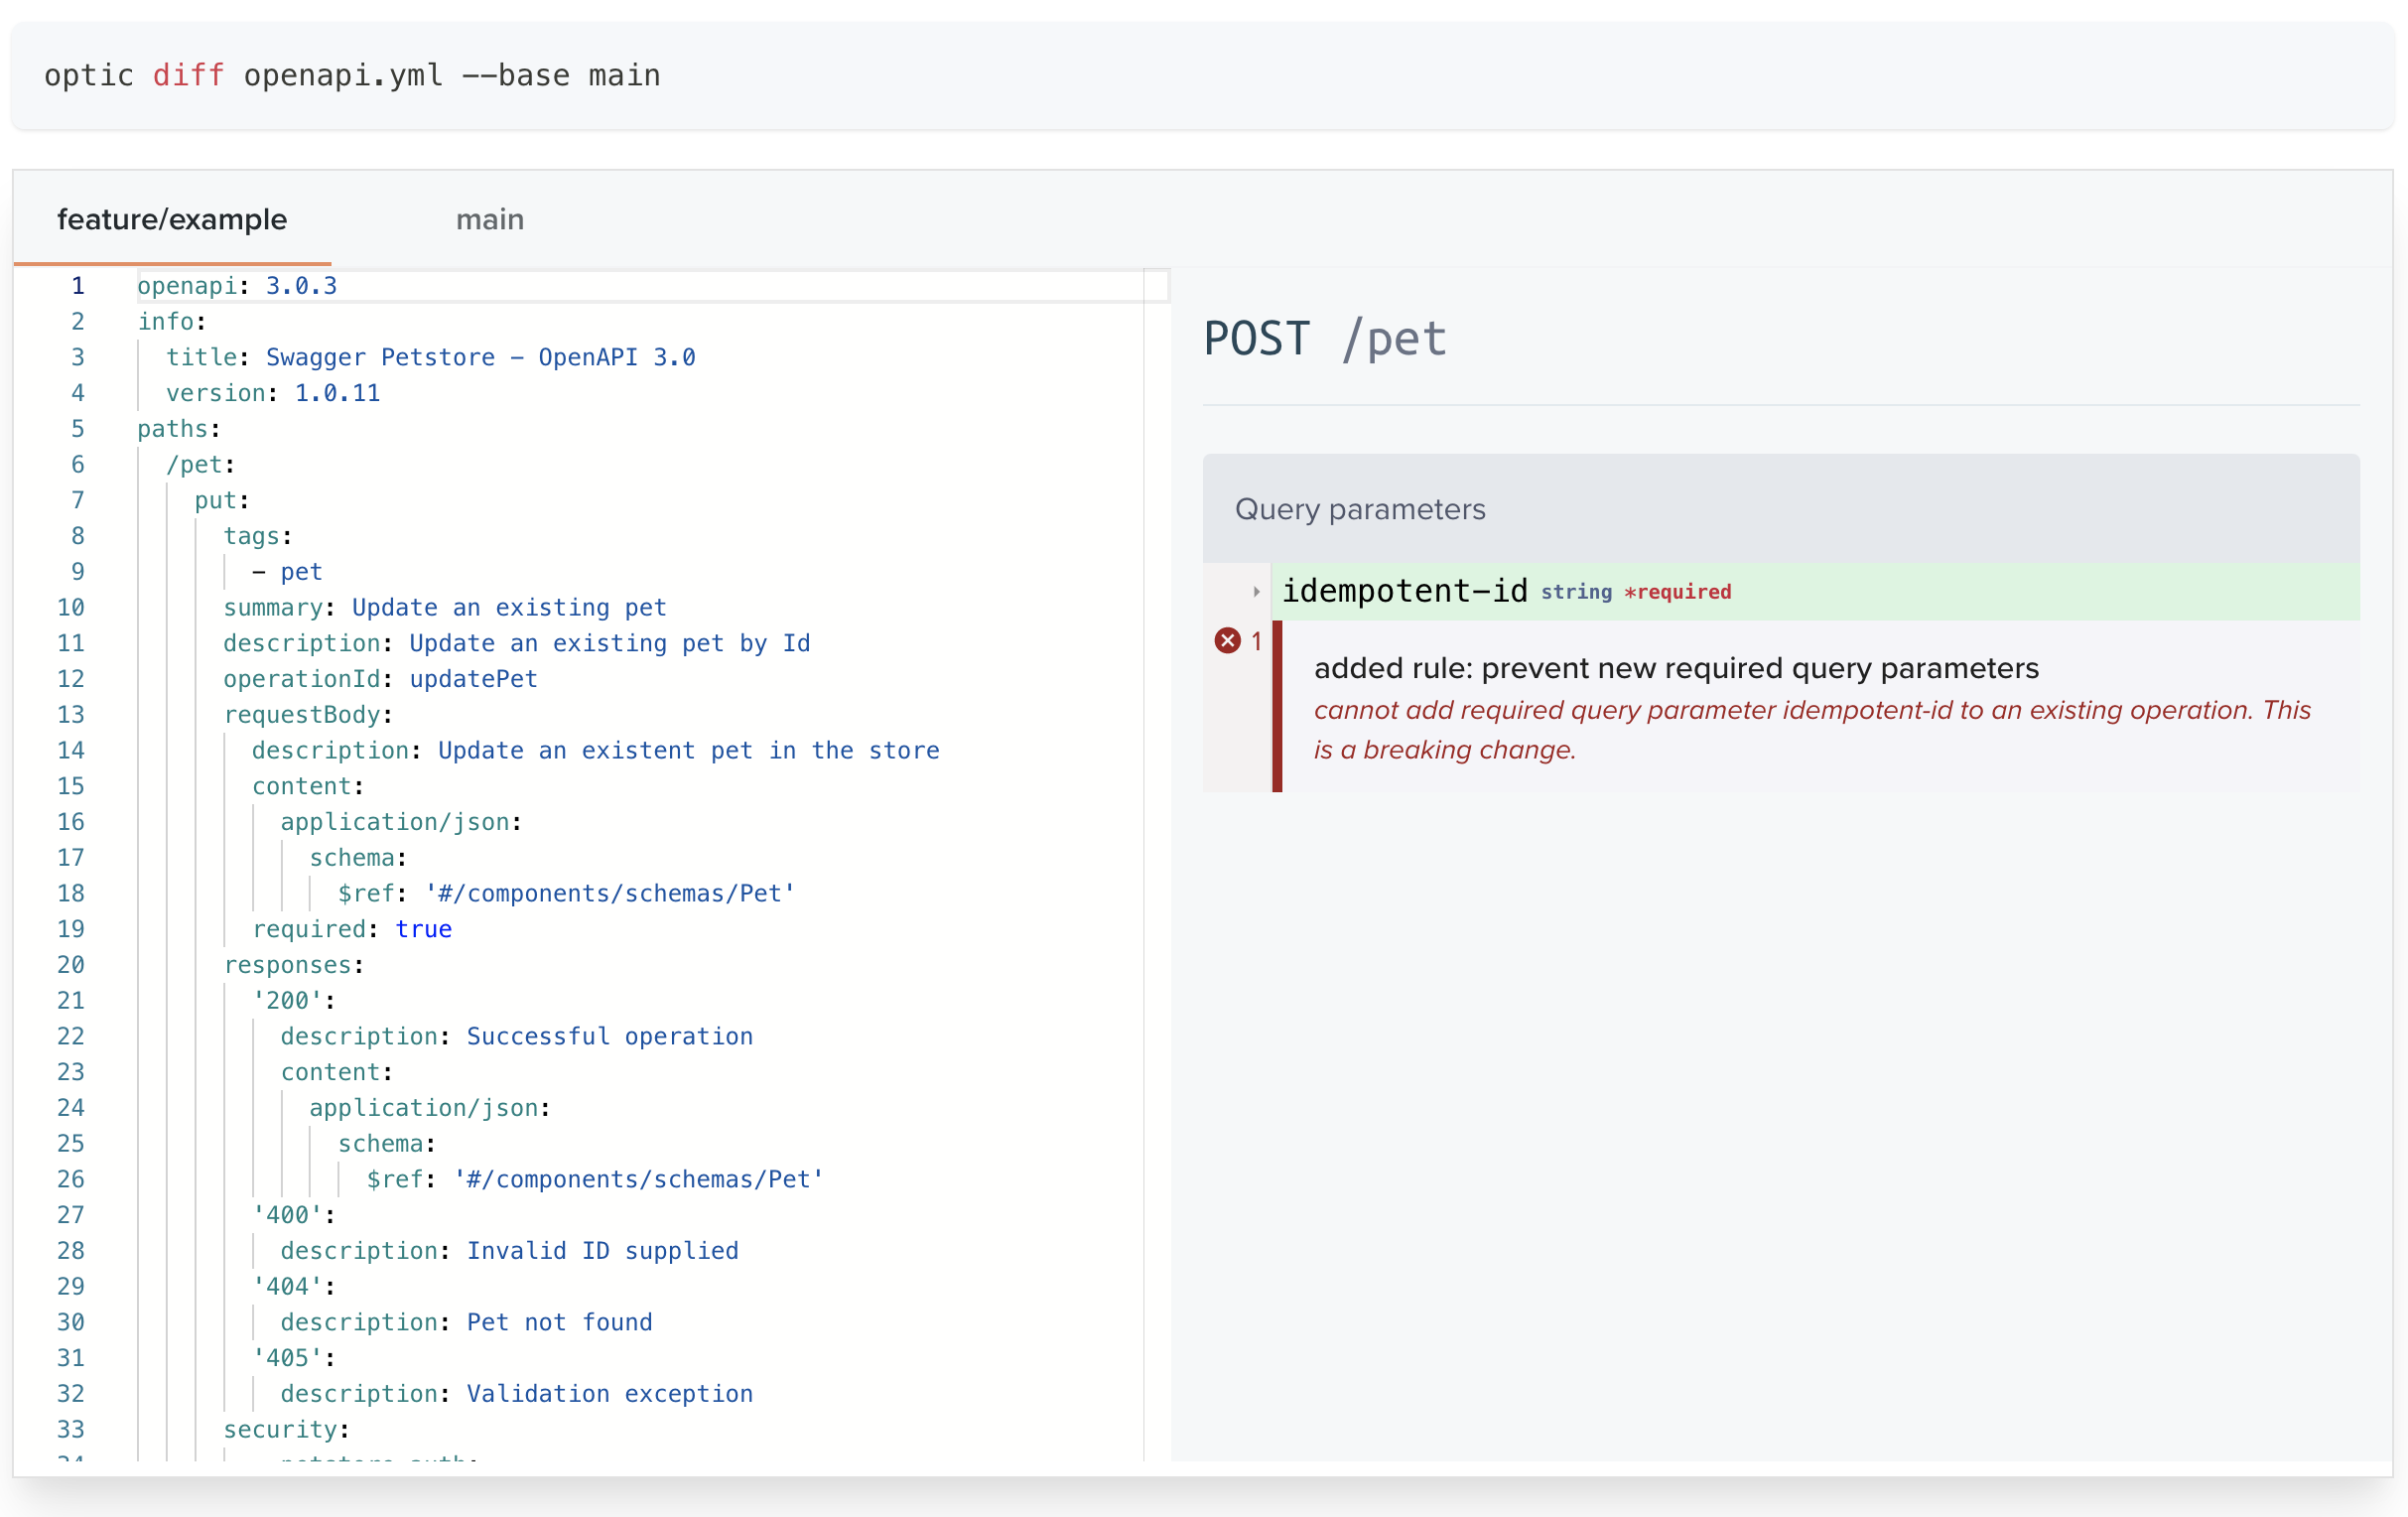 optic diff openapi.yml --base main
feature/example
main
1 openapi: 3.0.3
2 info:
3 title: Swagger Petstore - OpenAPI 3.0
4 version: 1.0.11
5 paths:
6 /pet:
7 put:
8 tags:
9 - pet
10 summary: Update an existing pet
11 description: Update an existing pet by Id
12 operationId: updatePet
13 requestBody:
14 description: Update an existent pet in the store
15 content:
16 application/json:
17 schema:
18 $ref: '#/components/schemas/Pet'
19 required: true
20 responses:
21 '200':
22 description: Successful operation
23 content:
24 application/json:
25 schema:
26 $ref: '#/components/schemas/Pet'
27 '400':
28 description: Invalid ID supplied
29 '404':
30 description: Pet not found
31 '405':
32 description: Validation exception
33 security:
POST /pet
Query parameters
idempotent-id string *required
1
added rule: prevent new required query parameters
cannot add required query parameter idempotent-id to an existing operation. This
is a breaking change.